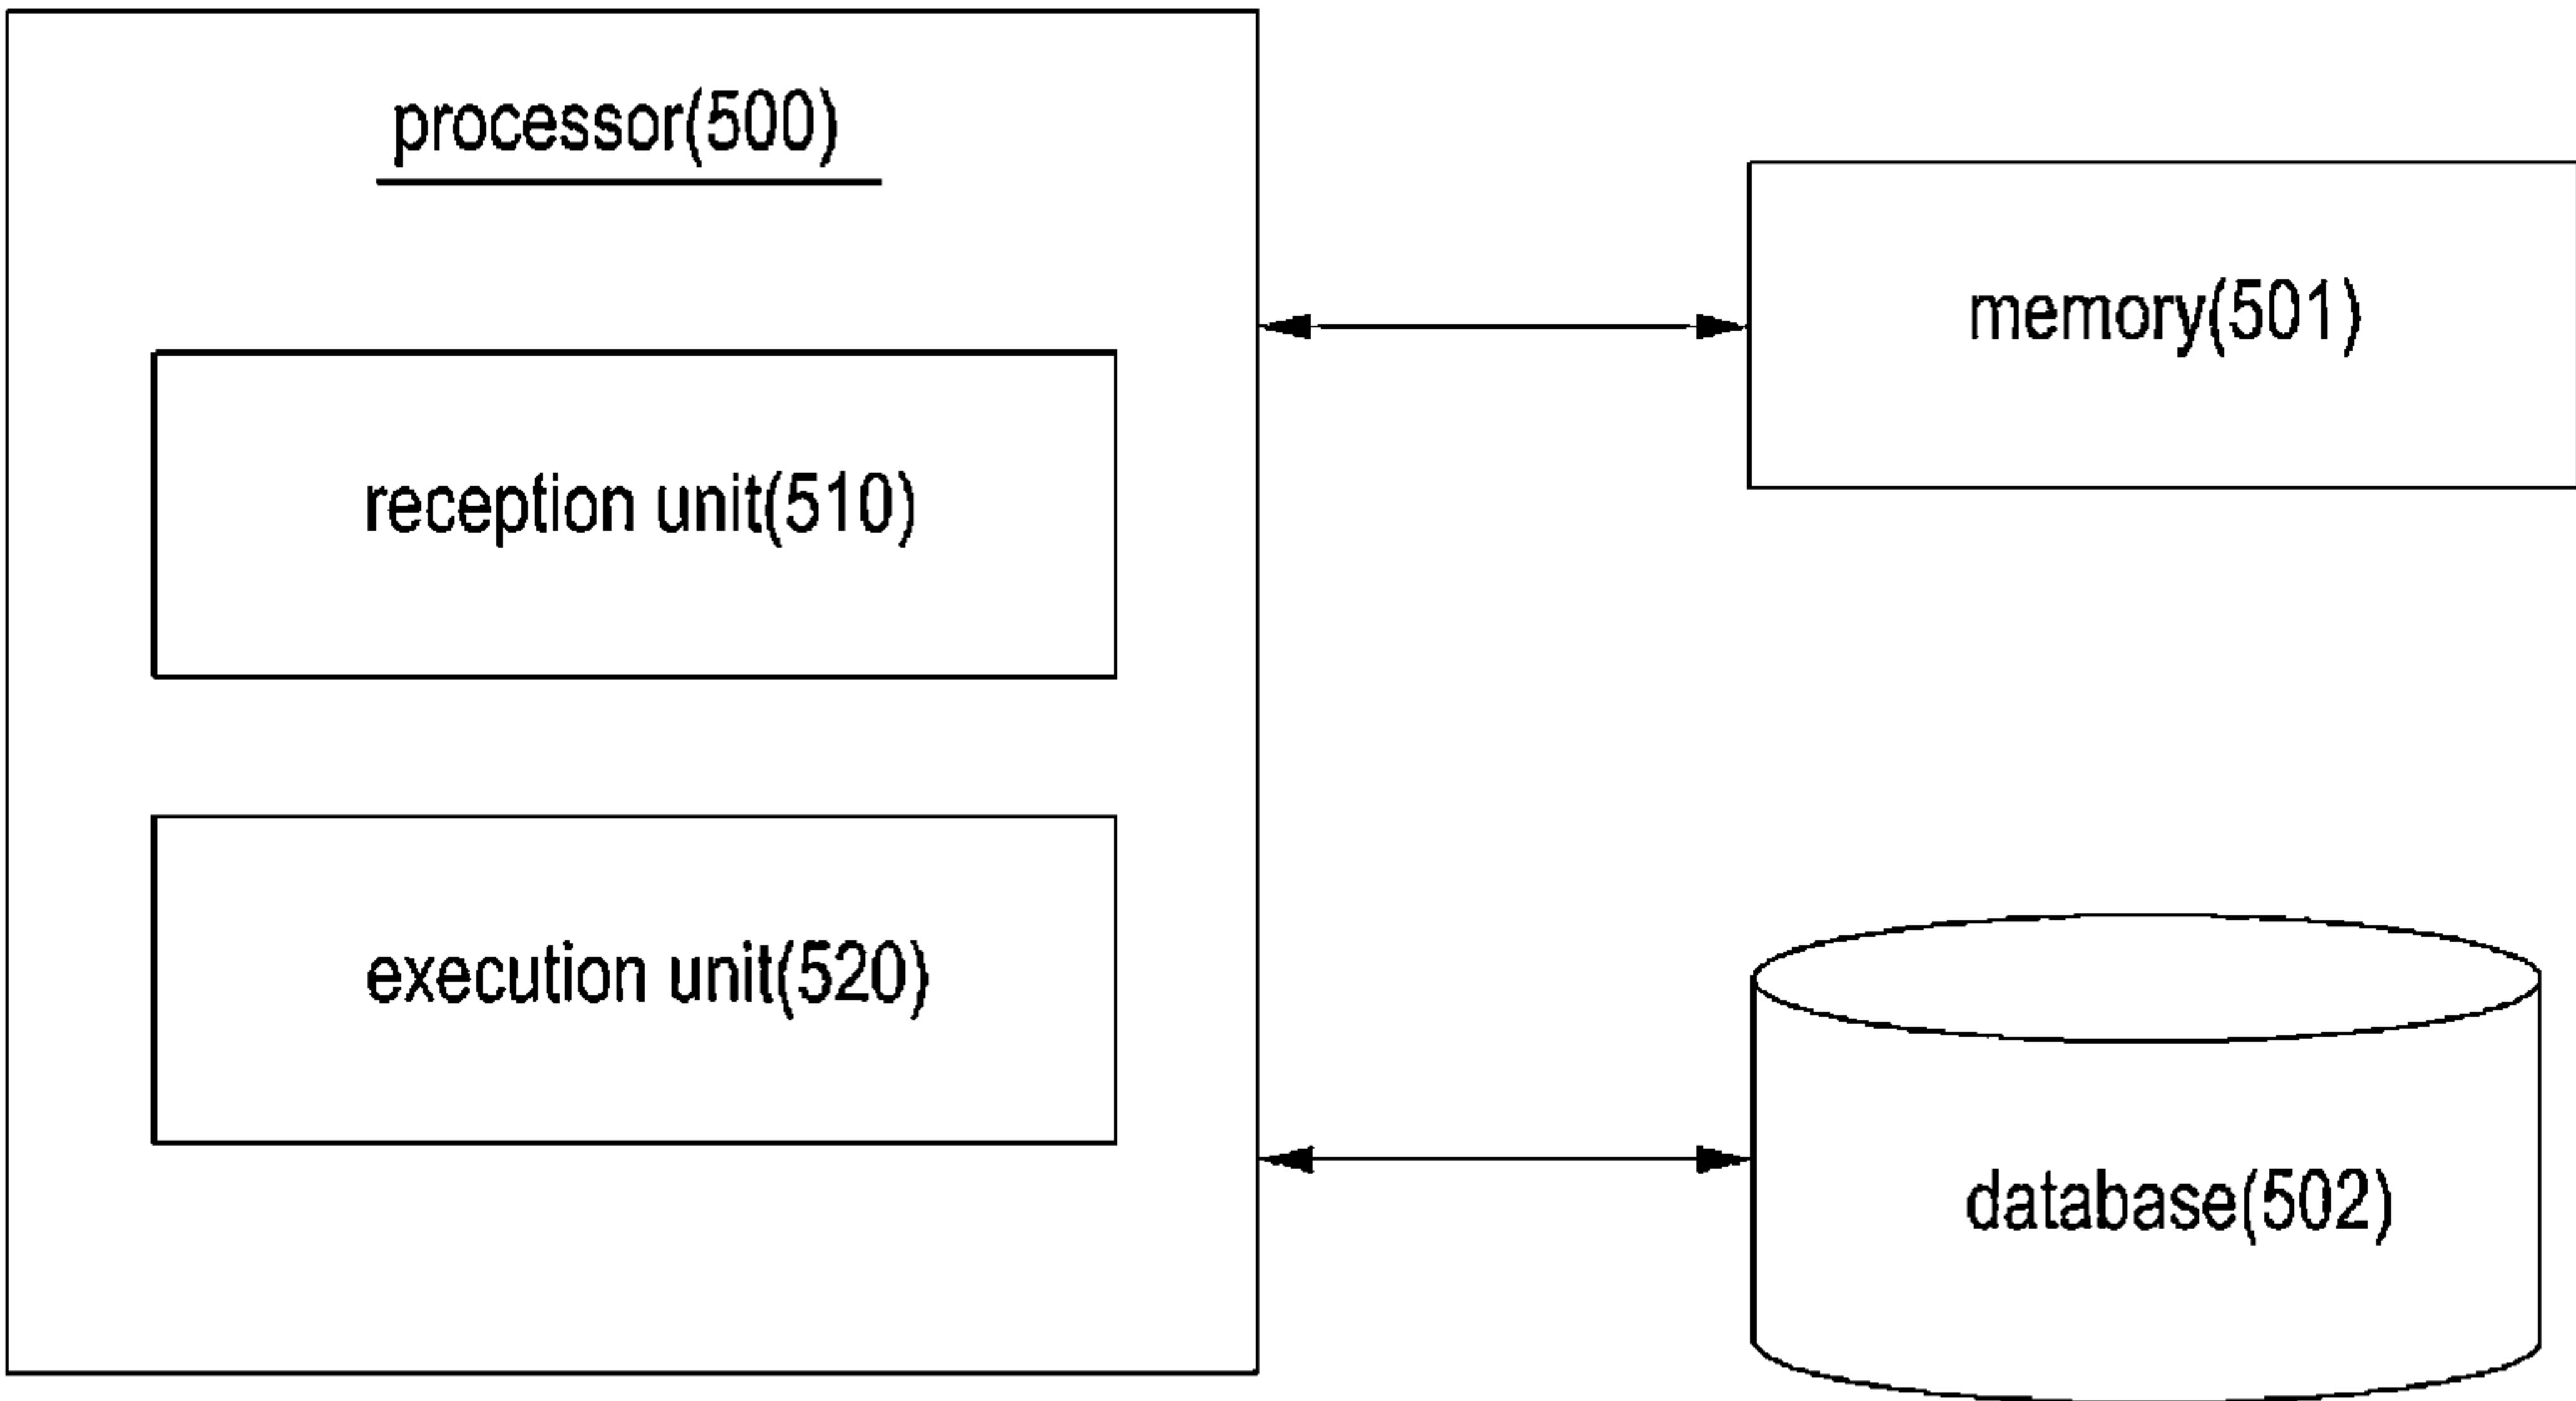 processor(500)
reception unit(510)
execution unit(520)
memory(501)
database(502)